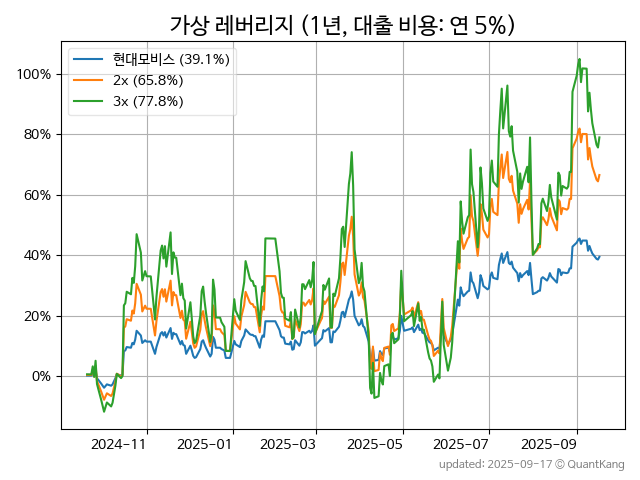 가상 레버리지 (1년, 대출 비용: 연 5%)
현대모비스 (39.1%)
2x (65.8%)
3x (77.8%)
100%
80%
60%
40%
20%
0%
2024-11
2025-01
2025-03
2025-05
2025-07
2025-09
updated: 2025-09-17 © QuantKang